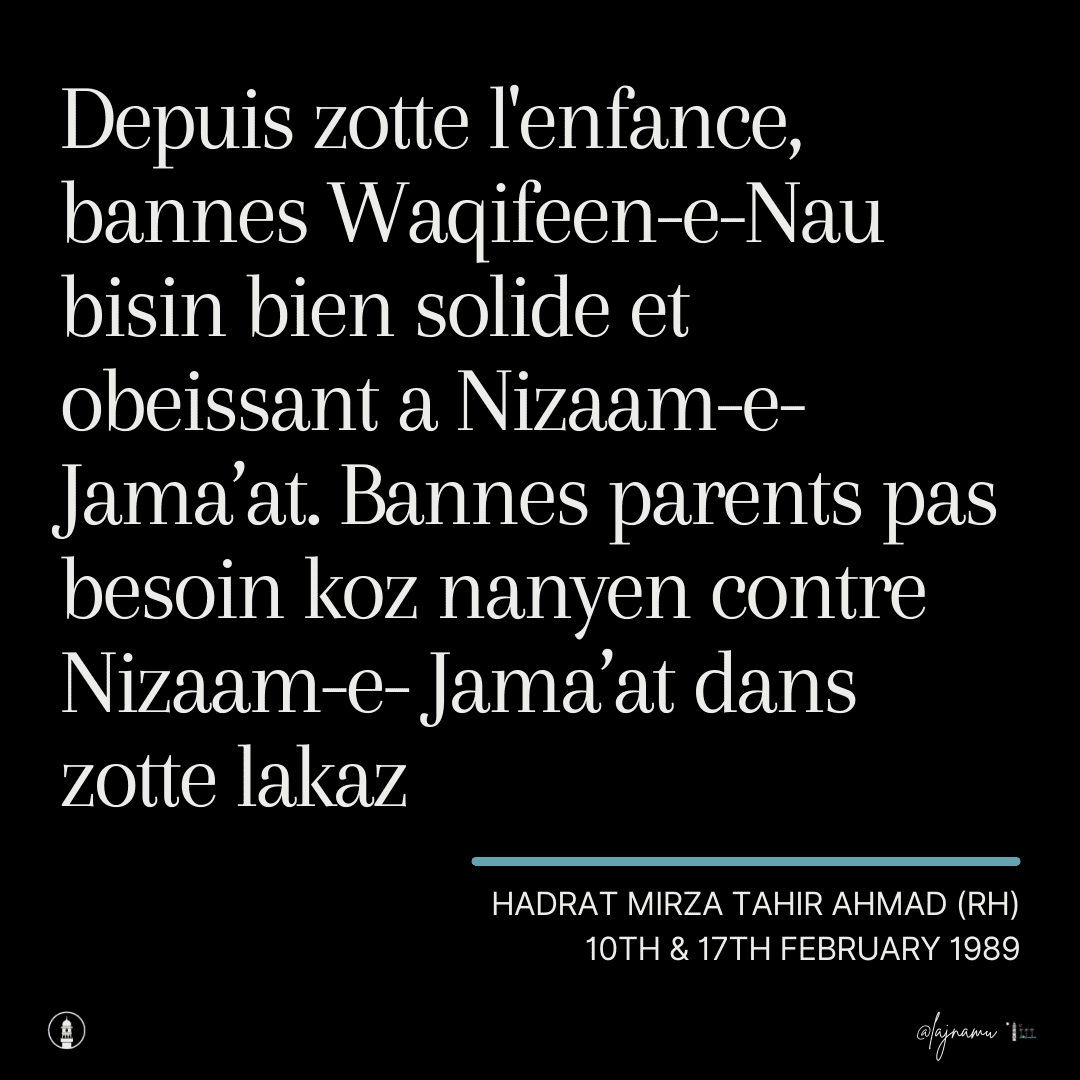 Depuis zotte l'enfance,
bannes Waqifeen-e-Nau
bisin bien solide et
obeissant a Nizaam-e-
Jama’at. Bannes parents pas
besoin koz nanyen contre
Nizaam-e- Jama’at dans
zotte lakaz
HADRAT MIRZA TAHIR AHMAD (RH)
10TH & 17TH FEBRUARY 1989
@lajnamu